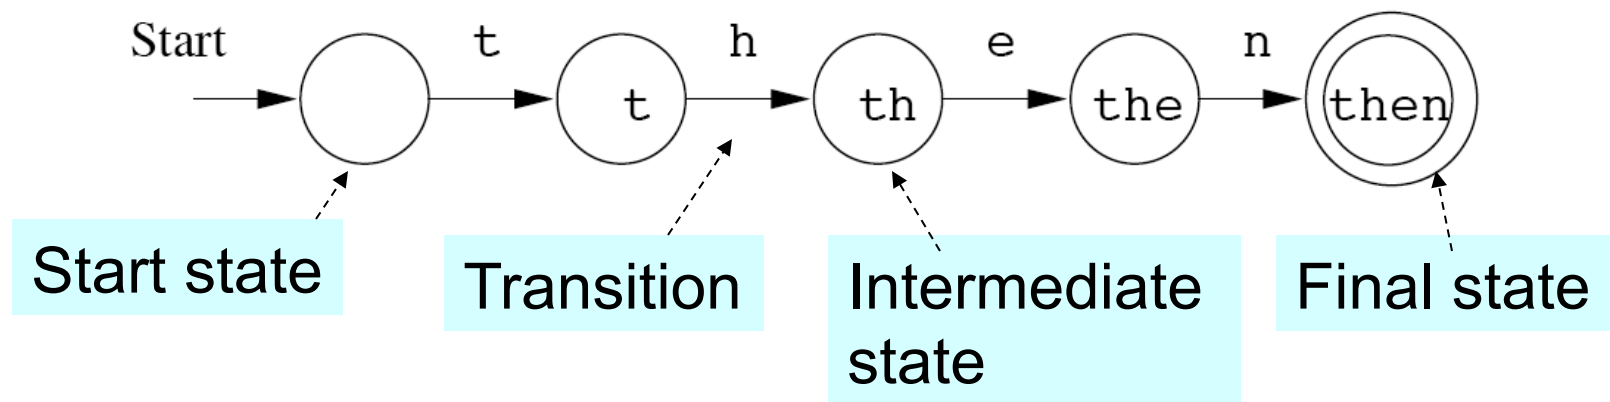 Start t h e n
t th the then
Start state Transition Intermediate Final state
state